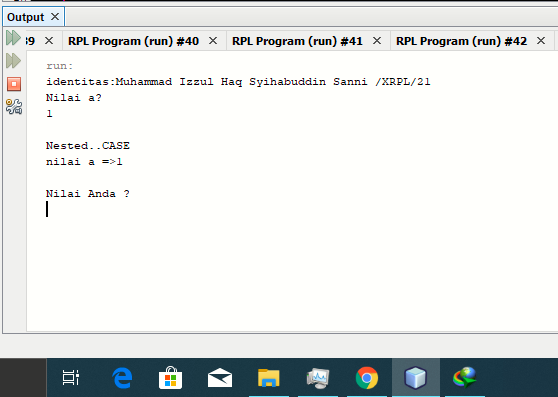 Output
39 RPL Program (run) #40 RPL Program (run) #41 RPL Program (run) #42
run:
identitas:Muhammad Izzul Haq Syihabuddin Sanni /XRPL/21
Nilai a?
1
Nested..CASE
nilai a =>1
Nilai Anda ?